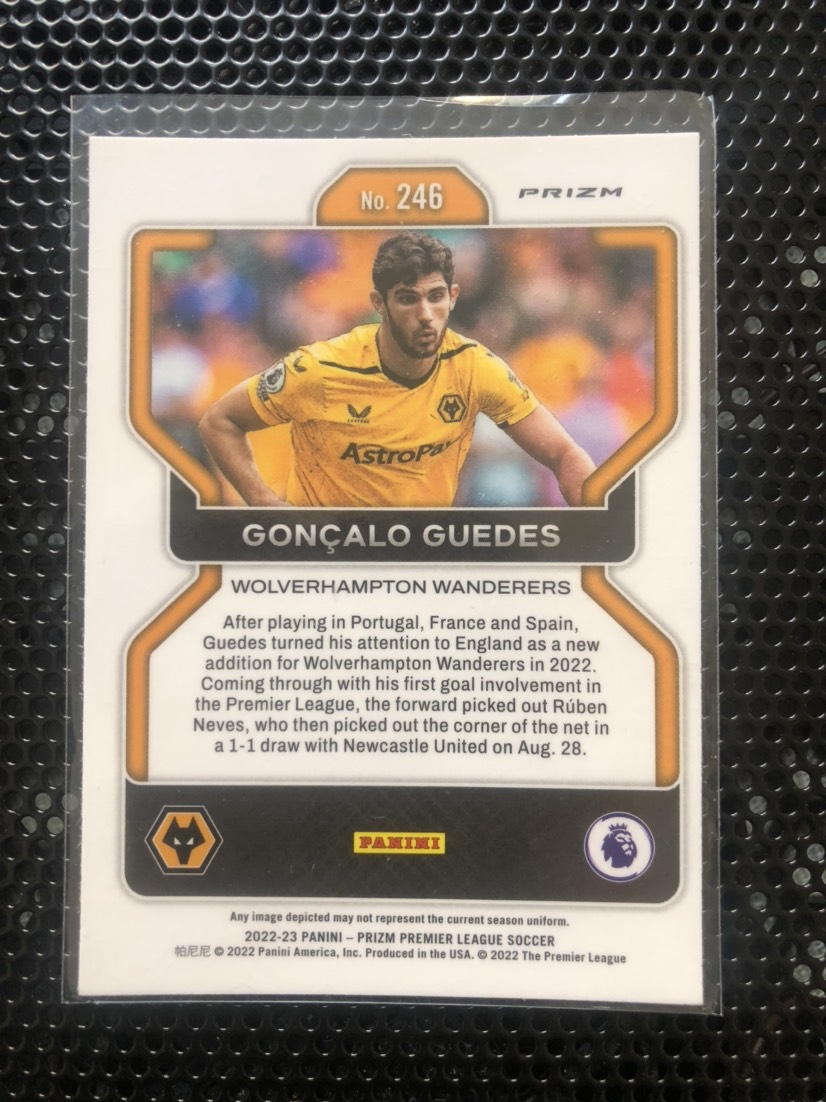 No. 246
PRIZM
AstroPa
GONÇALO GUEDES
WOLVERHAMPTON WANDERERS
After playing in Portugal, France and Spain,
Guedes turned his attention to England as a new
addition for Wolverhampton Wanderers in 2022.
Coming through with his first goal involvement in
the Premier League, the forward picked out Rúben
Neves, who then picked out the corner of the net in
a 1-1 draw with Newcastle United on Aug. 28.
PANINI
Any image depicted may not represent the current season uniform.
2022-23 PANINI – PRIZM PREMIER LEAGUE SOCCER
帕尼尼 © 2022 Panini America, Inc. Produced in the USA. © 2022 The Premier League